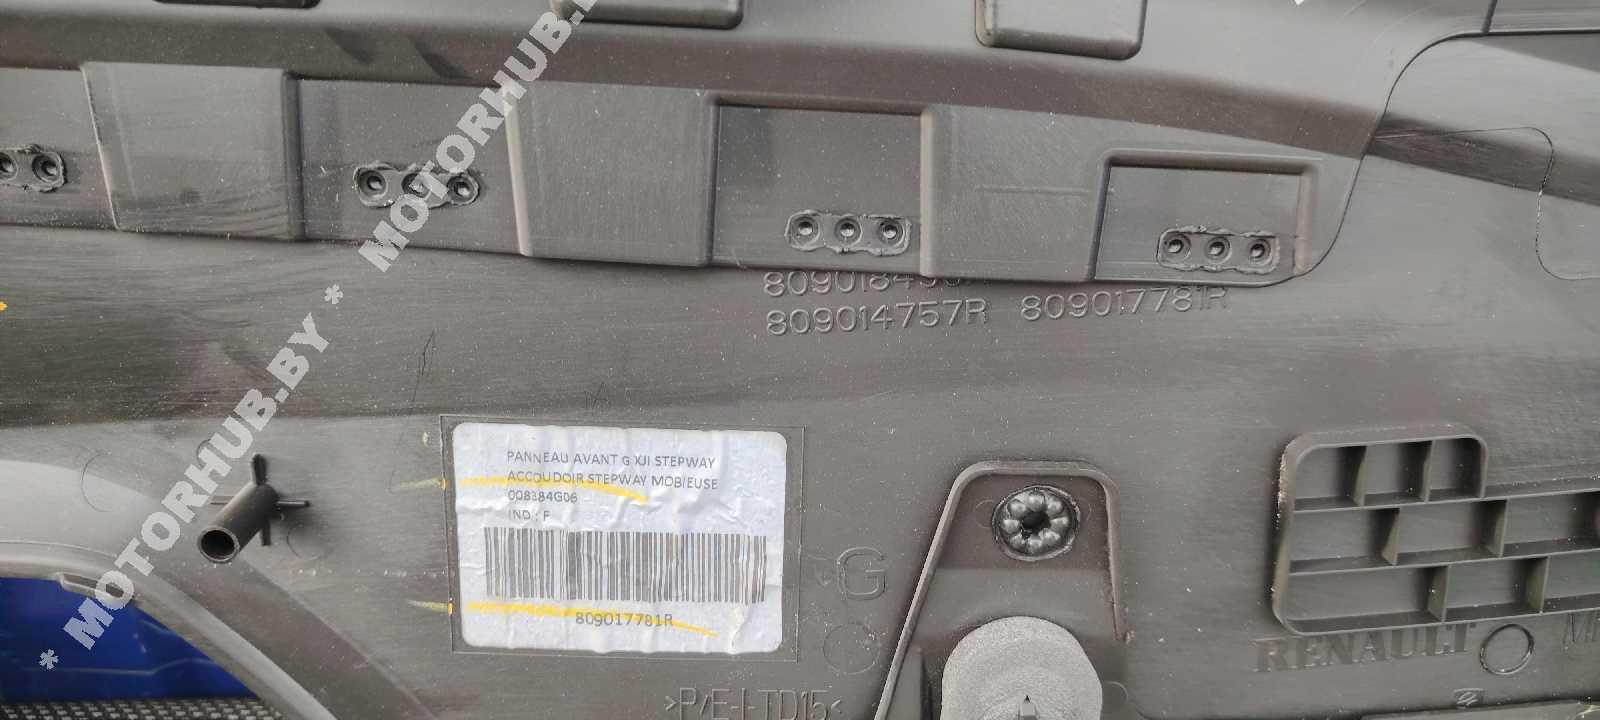 * MOTORHUB.BY * MOTORHUB.BY
809014757R 809017781R
PANNEAU AVANT G XJI STEPWAY
ACCOUDOIR STEPWAY MOBIEUSE
008384G06
IND : F
809017781R
G
RENAULT
>P/E-I-TD15<